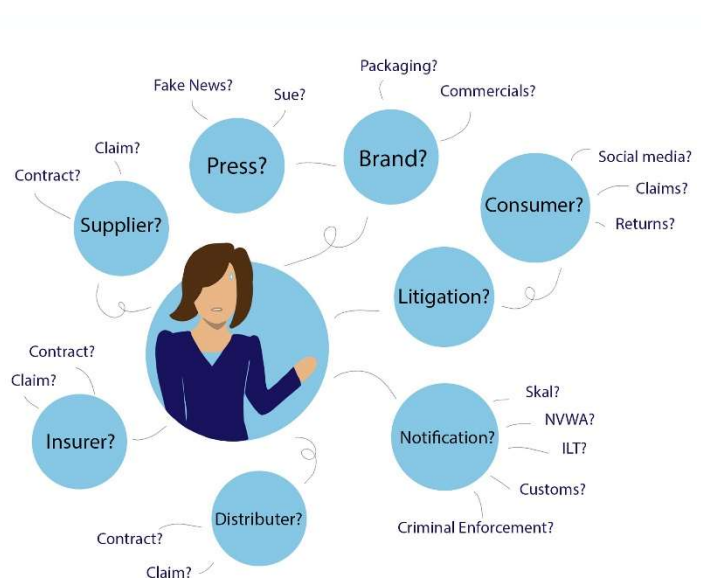 Packaging?
Fake News?
Sue?
Commercials?
Claim?
Press?
Brand?
Social media?
Contract?
Claims?
Supplier?
Consumer?
Returns?
Litigation?
Contract?
Claim?
Skal?
Insurer?
Notification?
NVWA?
ILT?
Customs?
Distributer?
Criminal Enforcement?
Contract?
Claim?